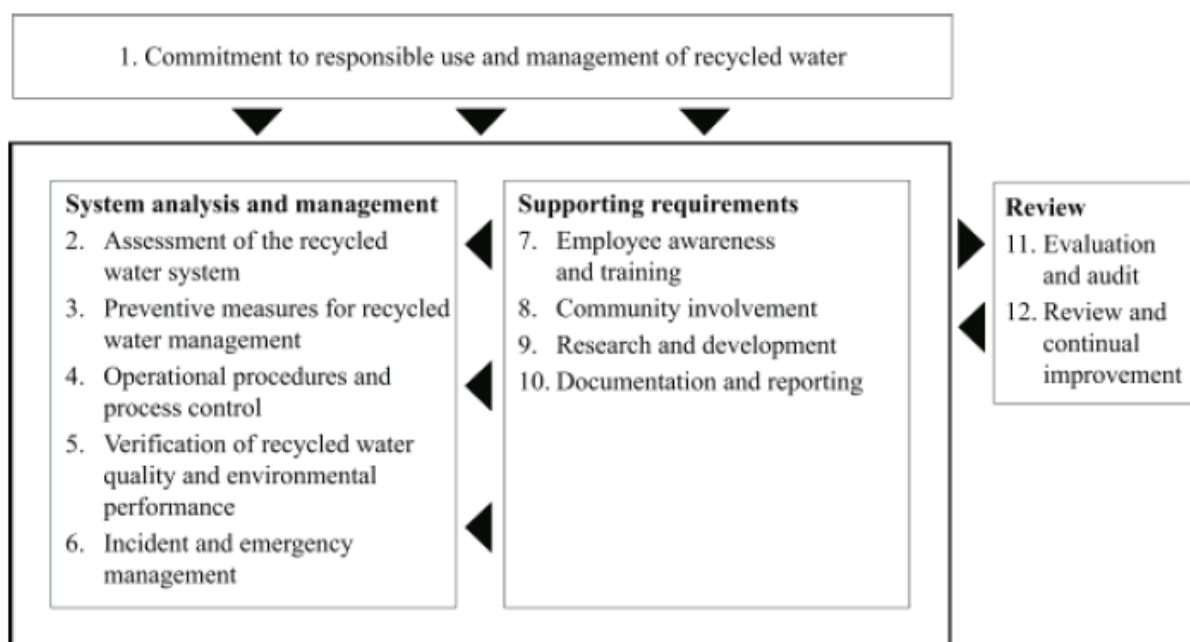 1. Commitment to responsible use and management of recycled water
System analysis and management
2. Assessment of the recycled
water system
3. Preventive measures for recycled
water management
4. Operational procedures and
process control
5. Verification of recycled water
quality and environmental
performance
6. Incident and emergency
management
Supporting requirements
7. Employee awareness
and training
8. Community involvement
9. Research and development
10. Documentation and reporting
Review
11. Evaluation
and audit
12. Review and
continual
improvement